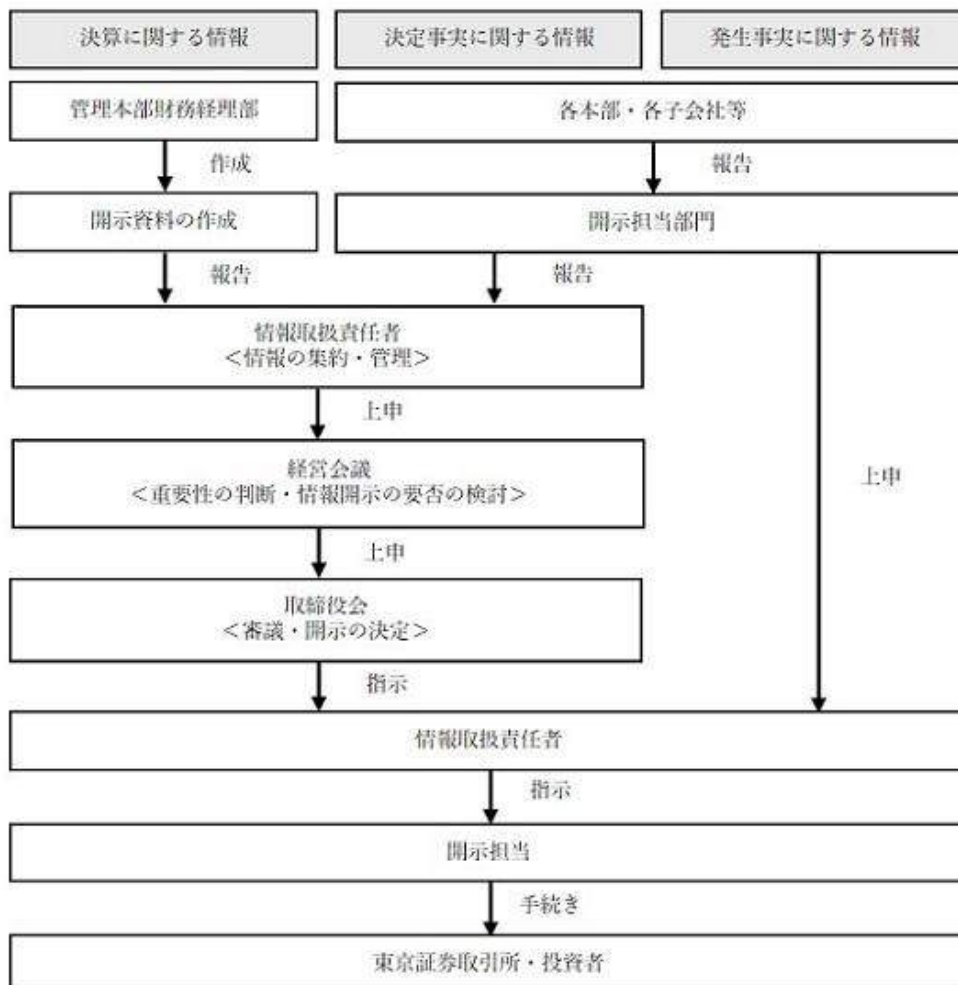 決算に関する情報
決定事実に関する情報
発生事実に関する情報
管理本部財務経理部
各本部・各子会社等
作成
報告
開示資料の作成
開示担当部門
報告
報告
情報取扱責任者
＜情報の集約・管理＞
上申
経営会議
＜重要性の判断・情報開示の要否の検討＞
上申
上申
取締役会
＜審議・開示の決定＞
指示
情報取扱責任者
指示
開示担当
手続き
東京証券取引所・投資者